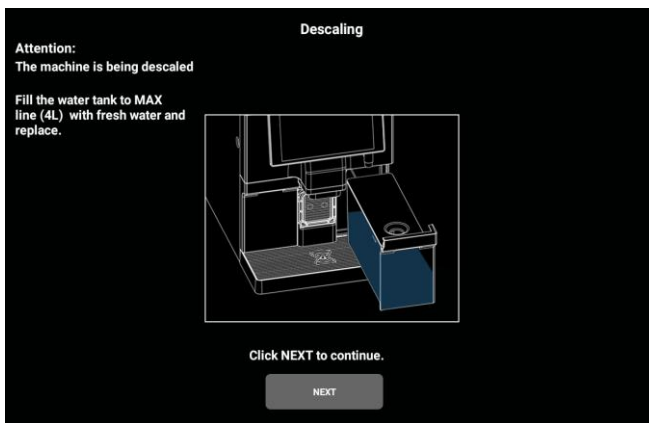 Descaling
Attention:
The machine is being descaled
Fill the water tank to MAX
line (4L) with fresh water and
replace.
Click NEXT to continue.
NEXT